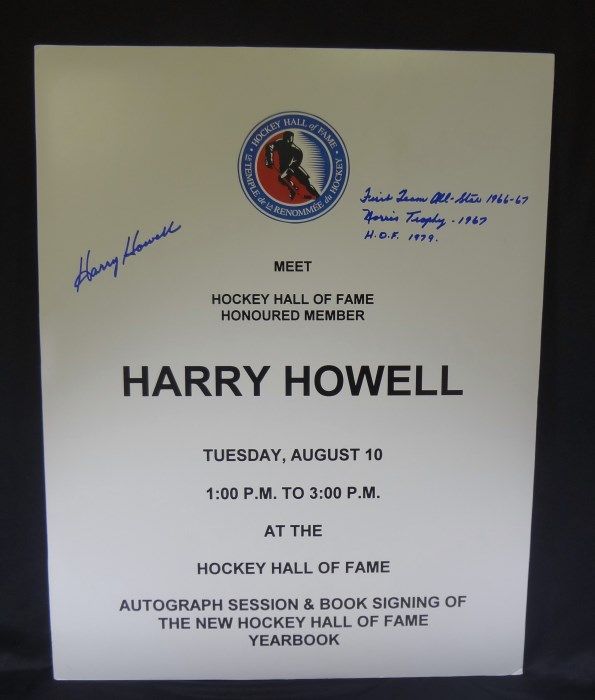 HOCKEY HALL of FAME
LE TEMPLE de LA RENOMMÉE du HOCKEY
First Team All-Star 1966-67
Norris Trophy - 1967
H.O.F. 1979.
Harry Howell
MEET
HOCKEY HALL OF FAME
HONOURED MEMBER
HARRY HOWELL
TUESDAY, AUGUST 10
1:00 P.M. TO 3:00 P.M.
AT THE
HOCKEY HALL OF FAME
AUTOGRAPH SESSION & BOOK SIGNING OF
THE NEW HOCKEY HALL OF FAME
YEARBOOK